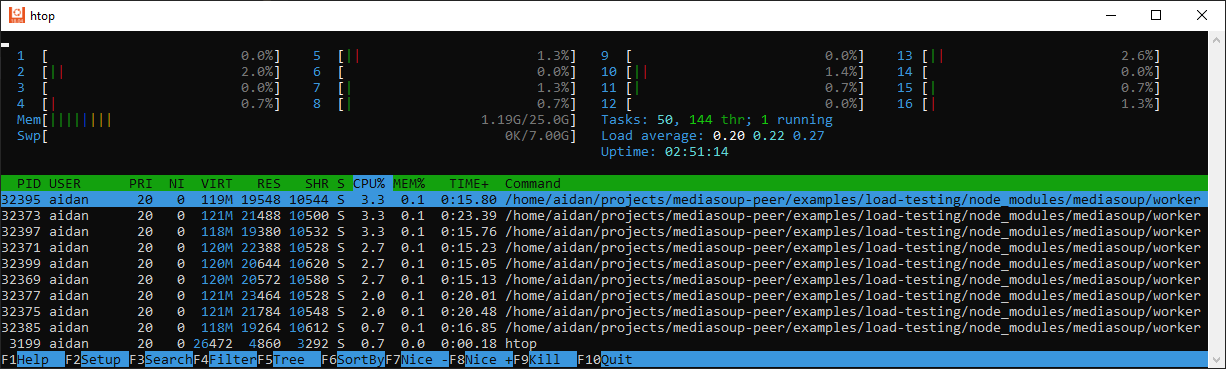 htop
1 [ 0.0%] 5 [|| 1.3%] 9 [ 0.0%] 13 [|| 2.6%]
2 [|| 2.0%] 6 [ 0.0%] 10 [|| 1.4%] 14 [ 0.0%]
3 [ 0.0%] 7 [| 1.3%] 11 [| 0.7%] 15 [| 0.7%]
4 [| 0.7%] 8 [| 0.7%] 12 [ 0.0%] 16 [| 1.3%]
Mem[|||||||| 1.19G/25.0G] Tasks: 50, 144 thr; 1 running
Swp[ 0K/7.00G] Load average: 0.20 0.22 0.27
Uptime: 02:51:14
PID USER PRI NI VIRT RES SHR S CPU% MEM% TIME+ Command
32395 aidan 20 0 119M 19548 10544 S 3.3 0.1 0:15.80 /home/aidan/projects/mediasoup-peer/examples/load-testing/node_modules/mediasoup/worker
32373 aidan 20 0 121M 21488 10500 S 3.3 0.1 0:23.39 /home/aidan/projects/mediasoup-peer/examples/load-testing/node_modules/mediasoup/worker
32397 aidan 20 0 118M 19380 10532 S 3.3 0.1 0:15.76 /home/aidan/projects/mediasoup-peer/examples/load-testing/node_modules/mediasoup/worker
32371 aidan 20 0 120M 22388 10528 S 2.7 0.1 0:15.23 /home/aidan/projects/mediasoup-peer/examples/load-testing/node_modules/mediasoup/worker
32399 aidan 20 0 120M 20644 10620 S 2.7 0.1 0:15.05 /home/aidan/projects/mediasoup-peer/examples/load-testing/node_modules/mediasoup/worker
32369 aidan 20 0 120M 20572 10580 S 2.7 0.1 0:15.13 /home/aidan/projects/mediasoup-peer/examples/load-testing/node_modules/mediasoup/worker
32377 aidan 20 0 121M 23464 10528 S 2.0 0.1 0:20.01 /home/aidan/projects/mediasoup-peer/examples/load-testing/node_modules/mediasoup/worker
32375 aidan 20 0 121M 21784 10548 S 2.0 0.1 0:20.48 /home/aidan/projects/mediasoup-peer/examples/load-testing/node_modules/mediasoup/worker
32385 aidan 20 0 118M 19264 10612 S 0.7 0.1 0:16.85 /home/aidan/projects/mediasoup-peer/examples/load-testing/node_modules/mediasoup/worker
3199 aidan 20 0 26472 4860 3292 S 0.7 0.0 0:00.18 htop
F1Help F2Setup F3SearchF4FilterF5Tree F6SortByF7Nice -F8Nice +F9Kill F10Quit